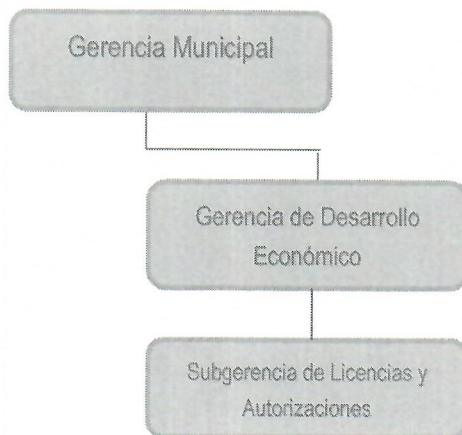 Gerencia Municipal
Gerencia de Desarrollo
Económico
Subgerencia de Licencias y
Autorizaciones